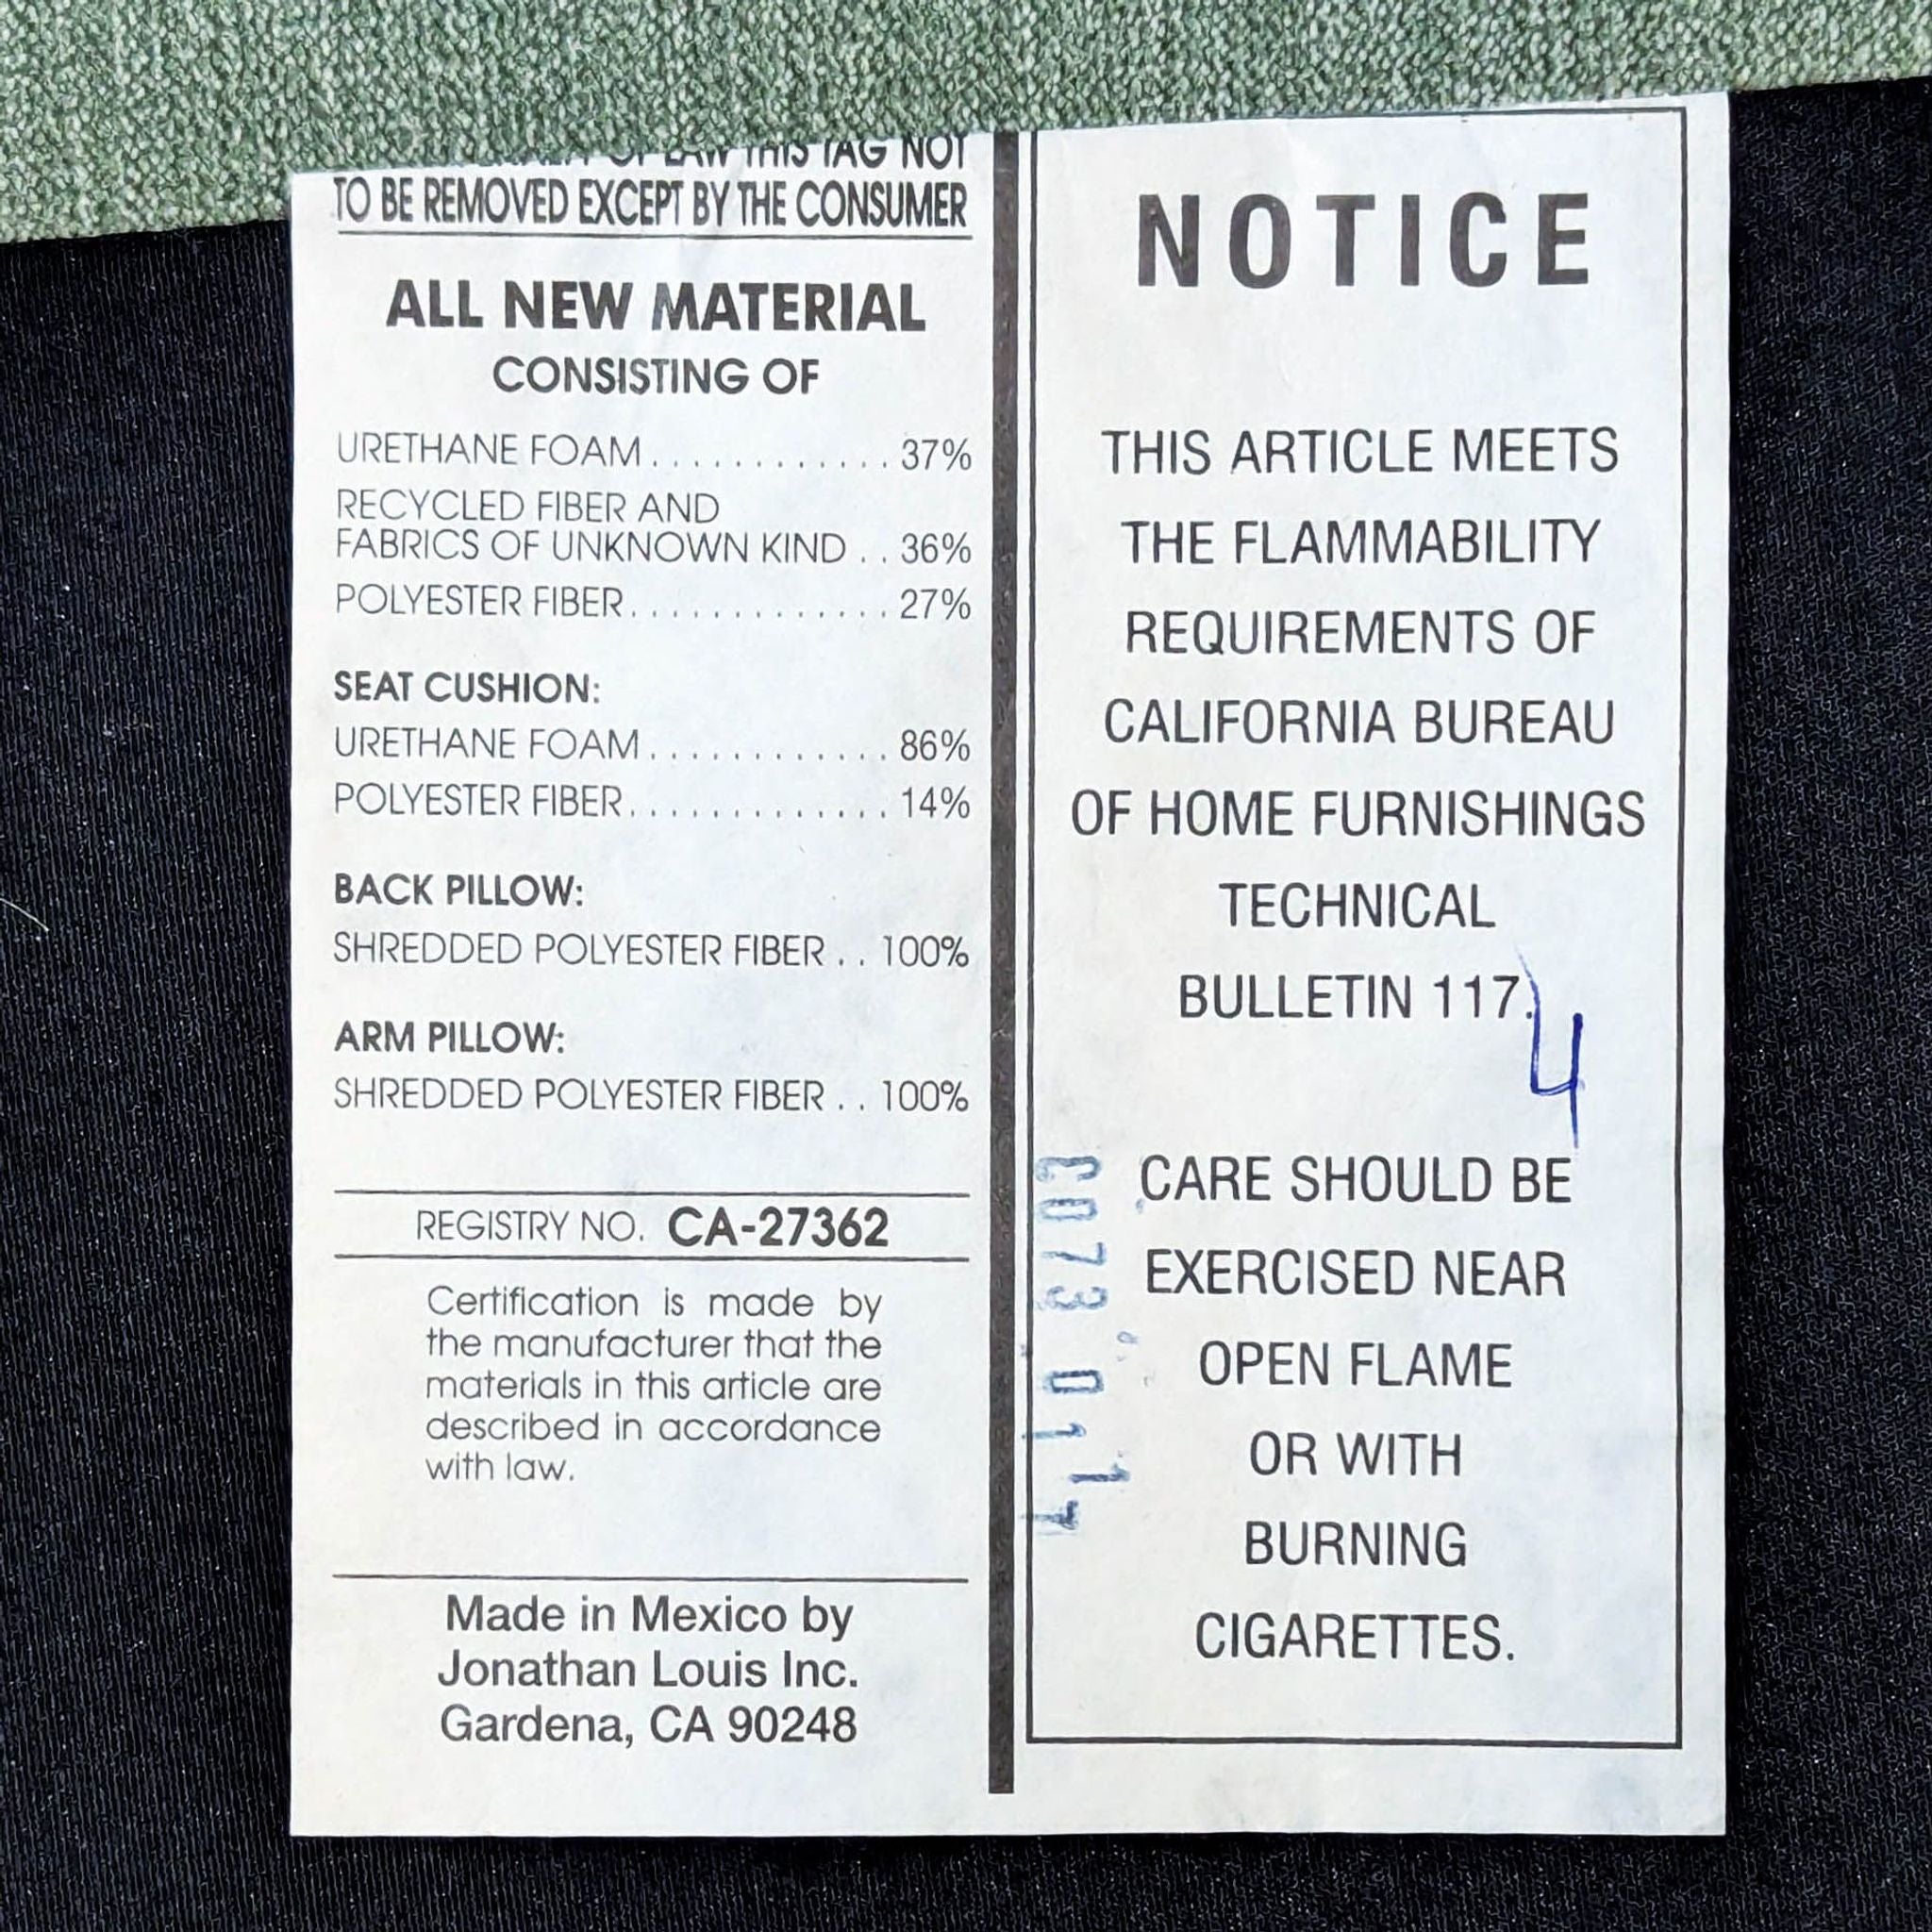 OF LAW THIS TAG NOT
TO BE REMOVED EXCEPT BY THE CONSUMER
ALL NEW MATERIAL
CONSISTING OF
URETHANE FOAM............37%
RECYCLED FIBER AND
FABRICS OF UNKNOWN KIND..36%
POLYESTER FIBER.............27%
SEAT CUSHION:
URETHANE FOAM............86%
POLYESTER FIBER.............14%
BACK PILLOW:
SHREDDED POLYESTER FIBER..100%
ARM PILLOW:
SHREDDED POLYESTER FIBER..100%
REGISTRY NO. CA-27362
Certification is made by
the manufacturer that the
materials in this article are
described in accordance
with law.
Made in Mexico by
Jonathan Louis Inc.
Gardena, CA 90248
NOTICE
THIS ARTICLE MEETS
THE FLAMMABILITY
REQUIREMENTS OF
CALIFORNIA BUREAU
OF HOME FURNISHINGS
TECHNICAL
BULLETIN 117.
4
CARE SHOULD BE
EXERCISED NEAR
OPEN FLAME
OR WITH
BURNING
CIGARETTES.